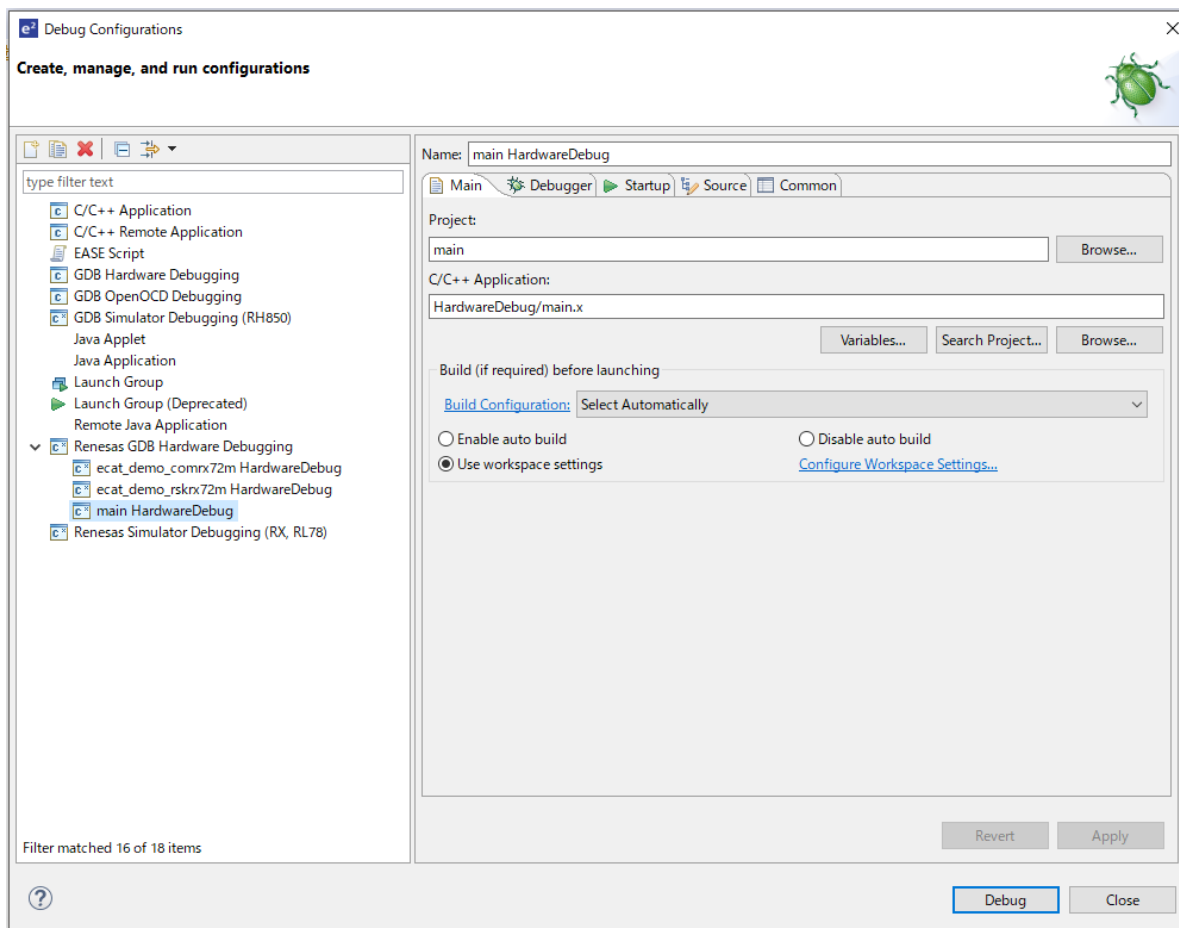 e² Debug Configurations
Create, manage, and run configurations
type filter text
C/C++ Application
C/C++ Remote Application
EASE Script
GDB Hardware Debugging
GDB OpenOCD Debugging
GDB Simulator Debugging (RH850)
Java Applet
Java Application
Launch Group
Launch Group (Deprecated)
Remote Java Application
Renesas GDB Hardware Debugging
ecat_demo_comrx72m HardwareDebug
ecat_demo_rskrx72m HardwareDebug
main HardwareDebug
Renesas Simulator Debugging (RX, RL78)
Filter matched 16 of 18 items
Name: main HardwareDebug
Main Debugger Startup Source Common
Project:
main Browse...
C/C++ Application:
HardwareDebug/main.x
Variables... Search Project... Browse...
Build (if required) before launching
Build Configuration: Select Automatically
Enable auto build Disable auto build
Use workspace settings Configure Workspace Settings...
Revert Apply
? Debug Close